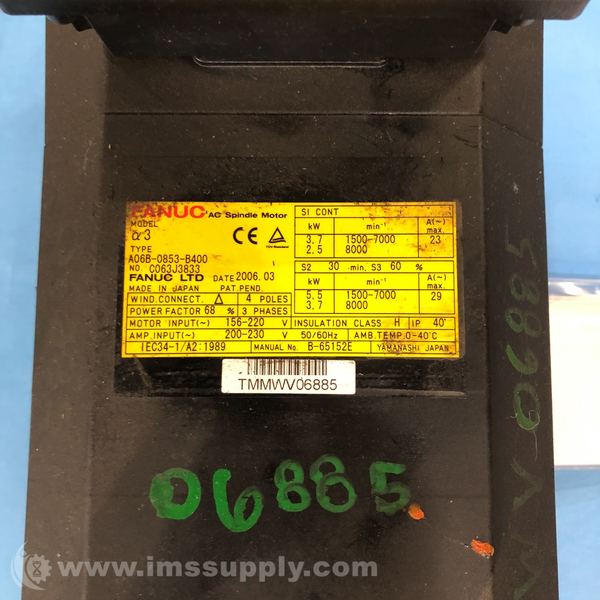 FANUC AC Spindle Motor
MODEL
α3
TYPE
A06B-0853-B400
NO. C063J3833
FANUC LTD DATE 2006.03
MADE IN JAPAN PAT.PEND.
WIND.CONNECT. △ 4 POLES
POWER FACTOR 68 % 3 PHASES
MOTOR INPUT(~) 156-220 V
AMP.INPUT(~) 200-230 V 50/60Hz
IEC34-1/A2:1989
CE
S1 CONT
kW min⁻¹ A(~) max.
3.7 1500-7000 23
2.5 8000
S2 30 min, S3 60 %
kW min⁻¹ A(~) max.
5.5 1500-7000 29
3.7 8000
INSULATION CLASS H IP 40
AMB.TEMP.0-40°C
MANUAL No. B-65152E YAMANASHI JAPAN
TMMWV06885
06885
WV06885
© www.imssupply.com